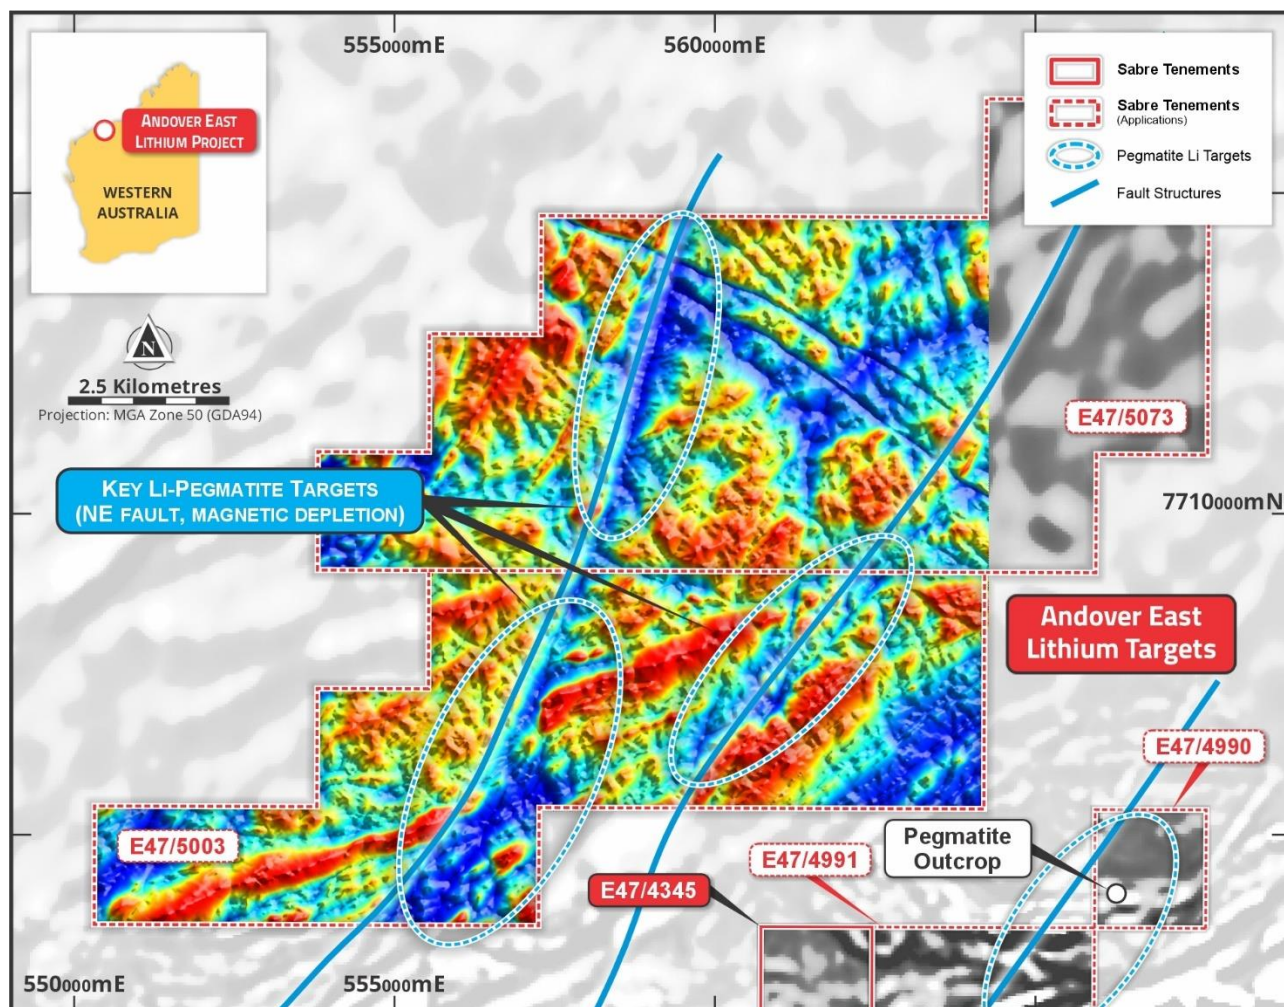 555000mE
560000mE
ANDOVER EAST
LITHIUM PROJECT
WESTERN
AUSTRALIA
Sabre Tenements
Sabre Tenements
(Applications)
Pegmatite Li Targets
Fault Structures
N
2.5 Kilometres
Projection: MGA Zone 50 (GDA94)
E47/5073
KEY LI-PEGMATITE TARGETS
(NE FAULT, MAGNETIC DEPLETION)
7710000mN
Andover East
Lithium Targets
E47/4990
E47/5003
Pegmatite
Outcrop
E47/4991
E47/4345
550000mE
555000mE